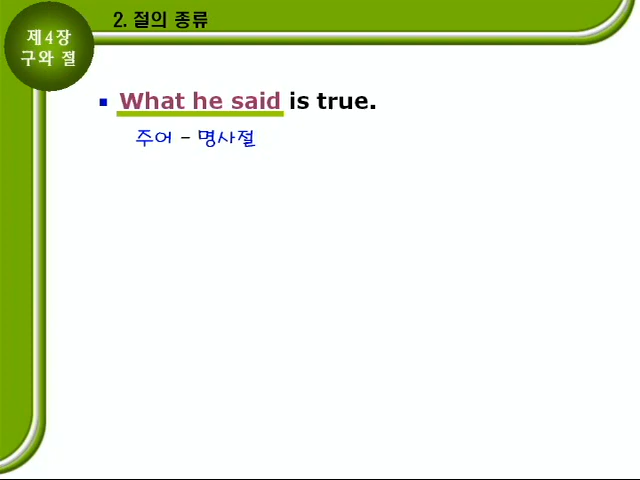 제4장
구와 절
2. 절의 종류
What he said is true.
주어 - 명사절